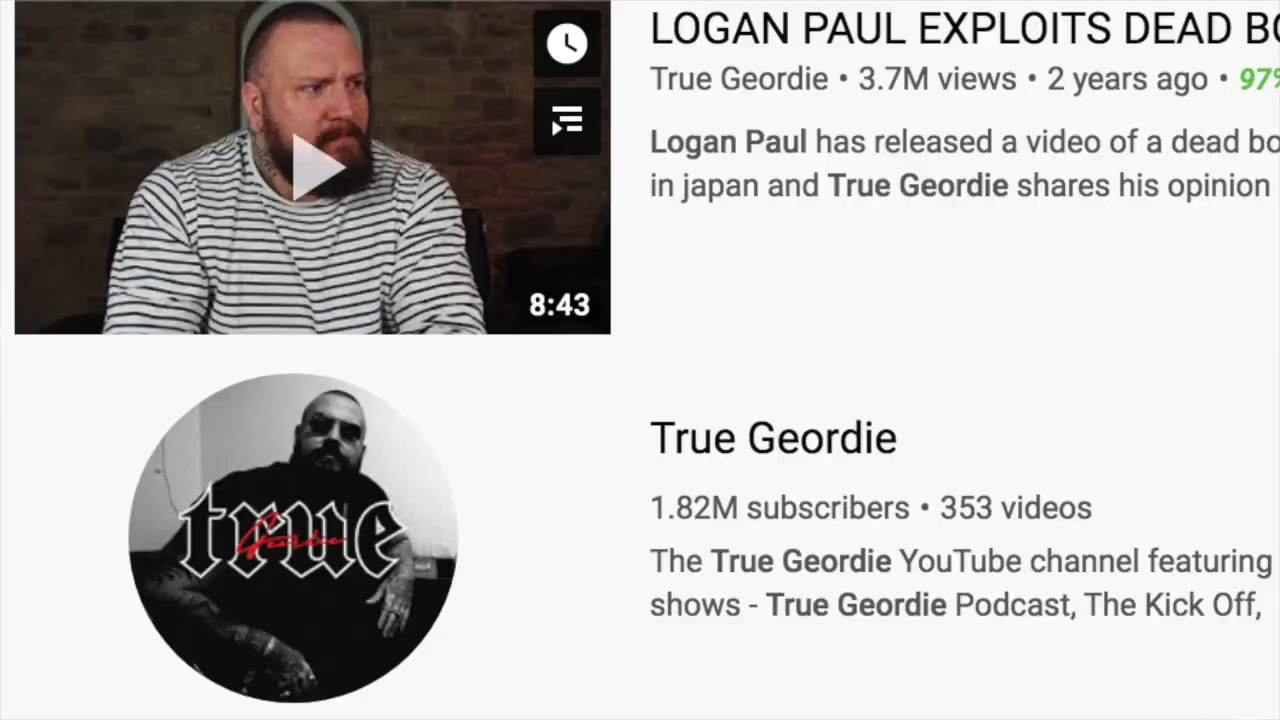 LOGAN PAUL EXPLOITS DEAD
True Geordie • 3.7M views • 2 years ago • 97%
Logan Paul has released a video of a dead
in japan and True Geordie shares his opinion
8:43
True Geordie
1.82M subscribers • 353 videos
The True Geordie YouTube channel featuring
shows - True Geordie Podcast, The Kick Off,
true
Geordie